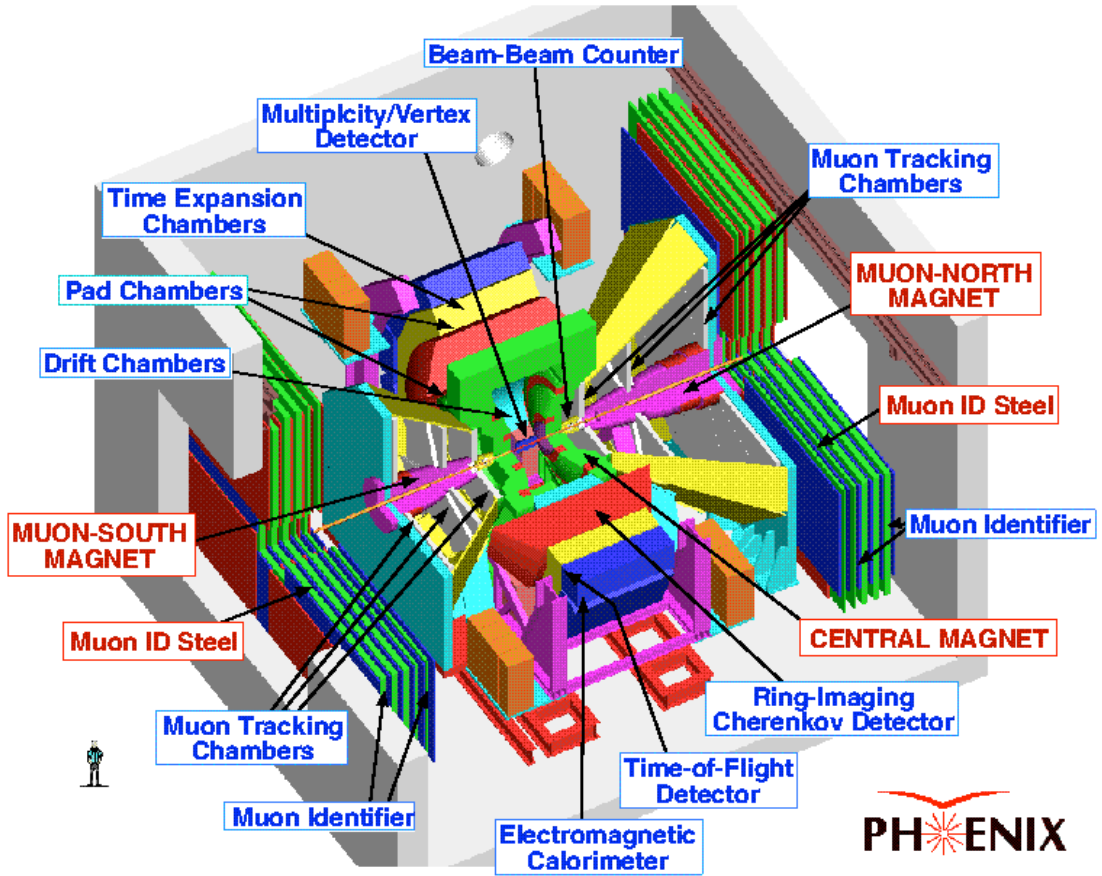 Beam-Beam Counter
Multiplcity/Vertex
Detector
Muon Tracking
Chambers
Time Expansion
Chambers
MUON-NORTH
MAGNET
Pad Chambers
Drift Chambers
Muon ID Steel
MUON-SOUTH
MAGNET
Muon Identifier
Muon ID Steel
CENTRAL MAGNET
Ring-Imaging
Cherenkov Detector
Muon Tracking
Chambers
Time-of-Flight
Detector
Muon Identifier
Electromagnetic
Calorimeter
PHENIX